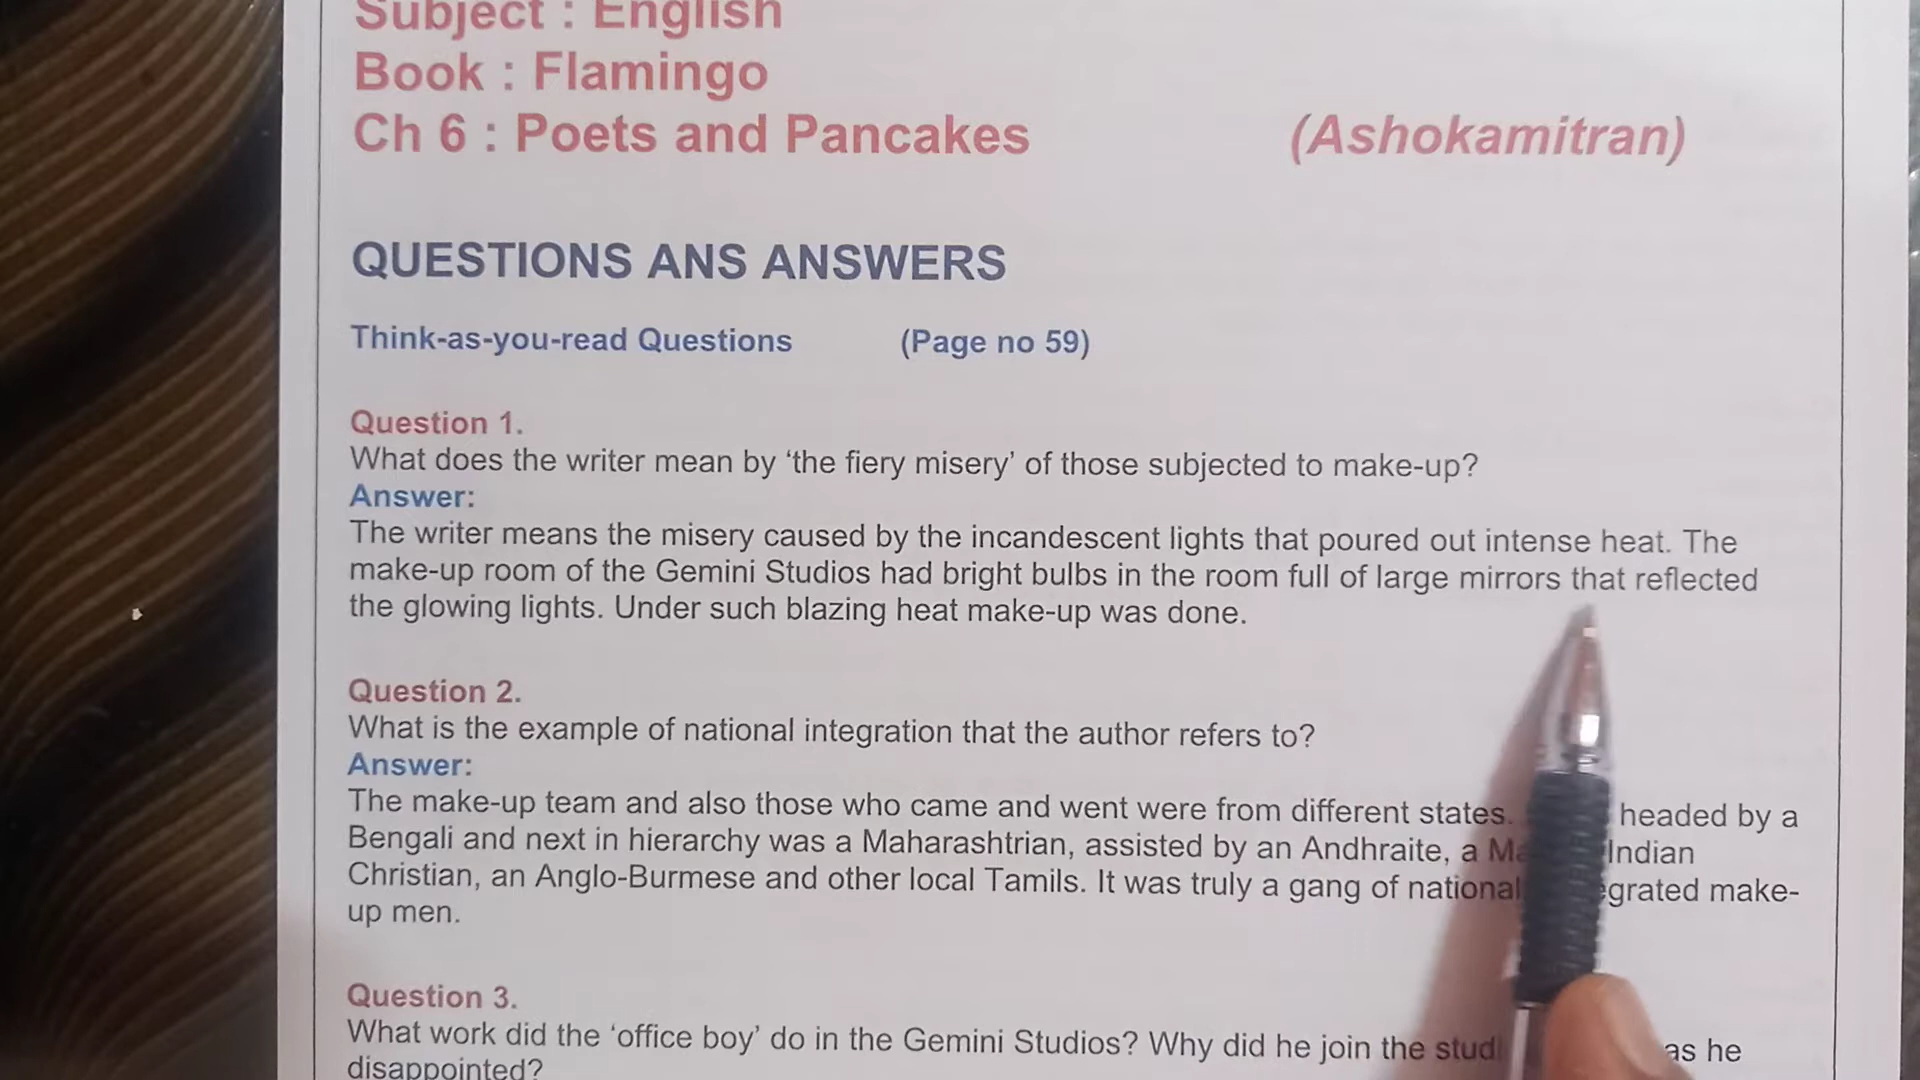 Subject : English
Book : Flamingo
Ch 6 : Poets and Pancakes (Ashokamitran)
QUESTIONS ANS ANSWERS
Think-as-you-read Questions (Page no 59)
Question 1.
What does the writer mean by ‘the fiery misery’ of those subjected to make-up?
Answer:
The writer means the misery caused by the incandescent lights that poured out intense heat. The
make-up room of the Gemini Studios had bright bulbs in the room full of large mirrors that reflected
the glowing lights. Under such blazing heat make-up was done.
Question 2.
What is the example of national integration that the author refers to?
Answer:
The make-up team and also those who came and went were from different states. headed by a
Bengali and next in hierarchy was a Maharashtrian, assisted by an Andhraite, a Indian
Christian, an Anglo-Burmese and other local Tamils. It was truly a gang of make-
up men.
Question 3.
What work did the ‘office boy’ do in the Gemini Studios? Why did he join the he
disappointed?